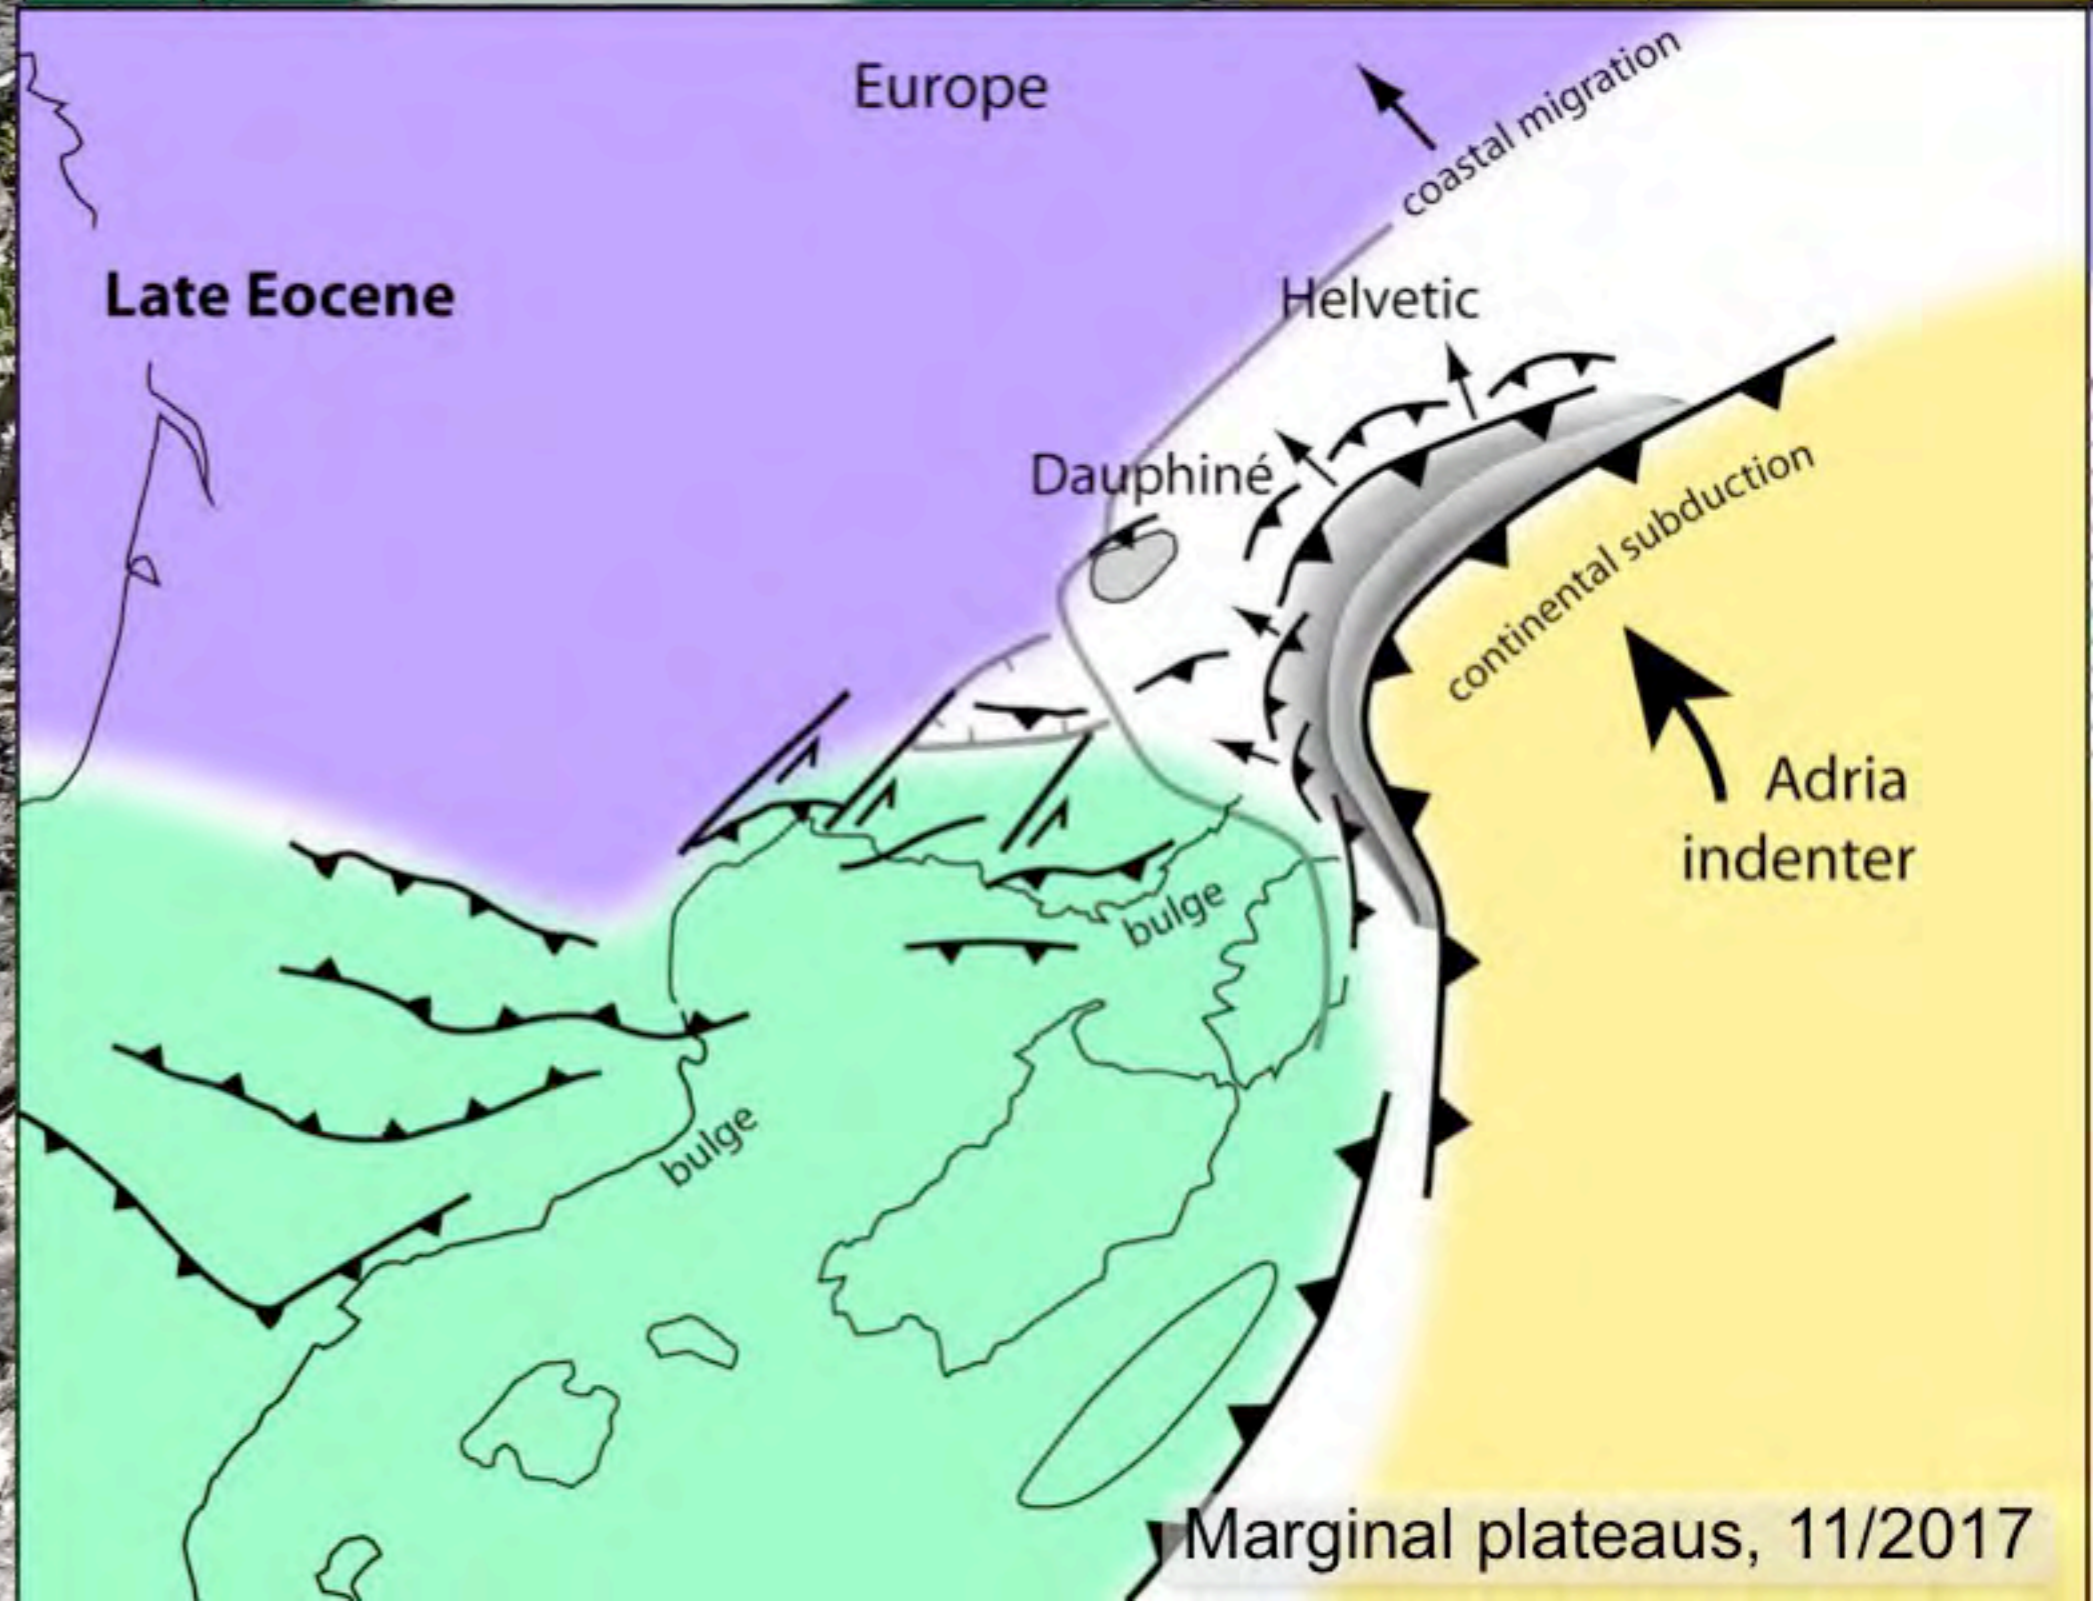 Europe
coastal migration
Late Eocene
Helvetic
Dauphiné
continental subduction
Adria
indenter
bulge
bulge
Marginal plateaus, 11/2017